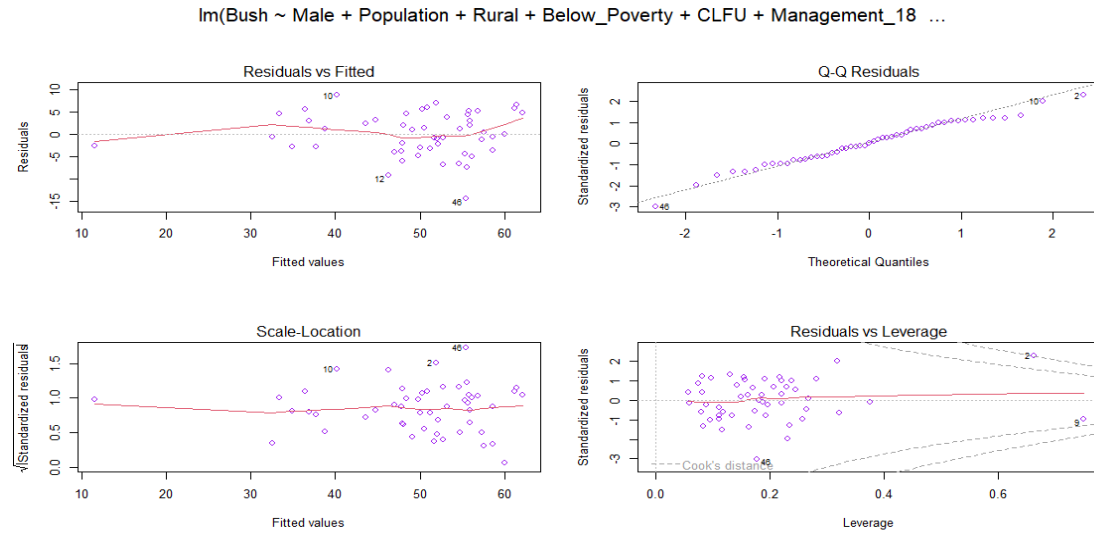 lm(Bush ~ Male + Population + Rural + Below_Poverty + CLFU + Management_18 ...
Residuals vs Fitted
Residuals
10
5
0
-5
-15
10
12
46
10 20 30 40 50 60
Fitted values
Q-Q Residuals
Standardized residuals
2
1
0
-1
-2
-3
10
2
46
-2 -1 0 1 2
Theoretical Quantiles
Scale-Location
√|Standardized residuals|
1.5
1.0
0.5
0.0
46
2
10
10 20 30 40 50 60
Fitted values
Residuals vs Leverage
Standardized residuals
2
1
0
-1
-3
2
9
46
Cook's distance
0.0 0.2 0.4 0.6
Leverage